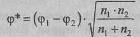 φ* = (φ₁ − φ₂) · √(n₁ · n₂ / n₁ + n₂)